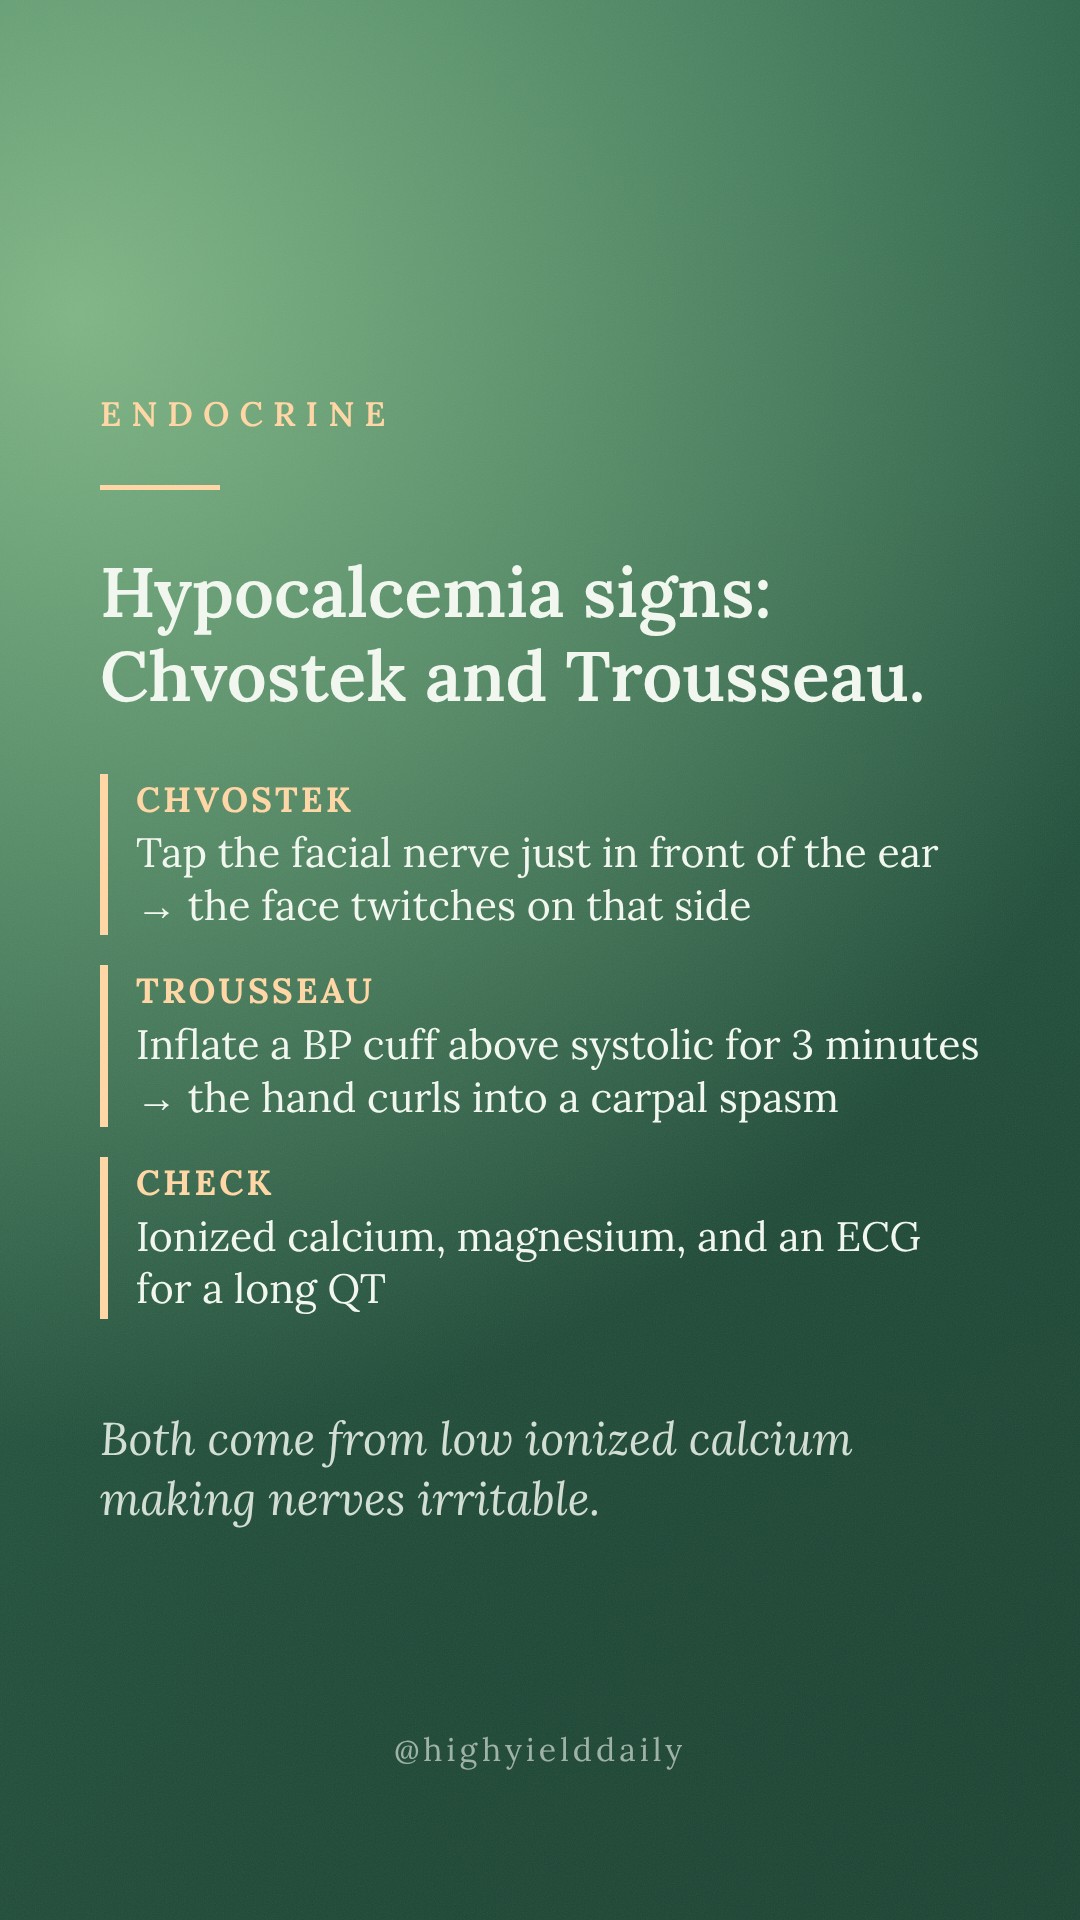 ENDOCRINE
Hypocalcemia signs:
Chvostek and Trousseau.
CHVOSTEK
Tap the facial nerve just in front of the ear
→ the face twitches on that side
TROUSSEAU
Inflate a BP cuff above systolic for 3 minutes
→ the hand curls into a carpal spasm
CHECK
Ionized calcium, magnesium, and an ECG
for a long QT
Both come from low ionized calcium
making nerves irritable.
@highyielddaily